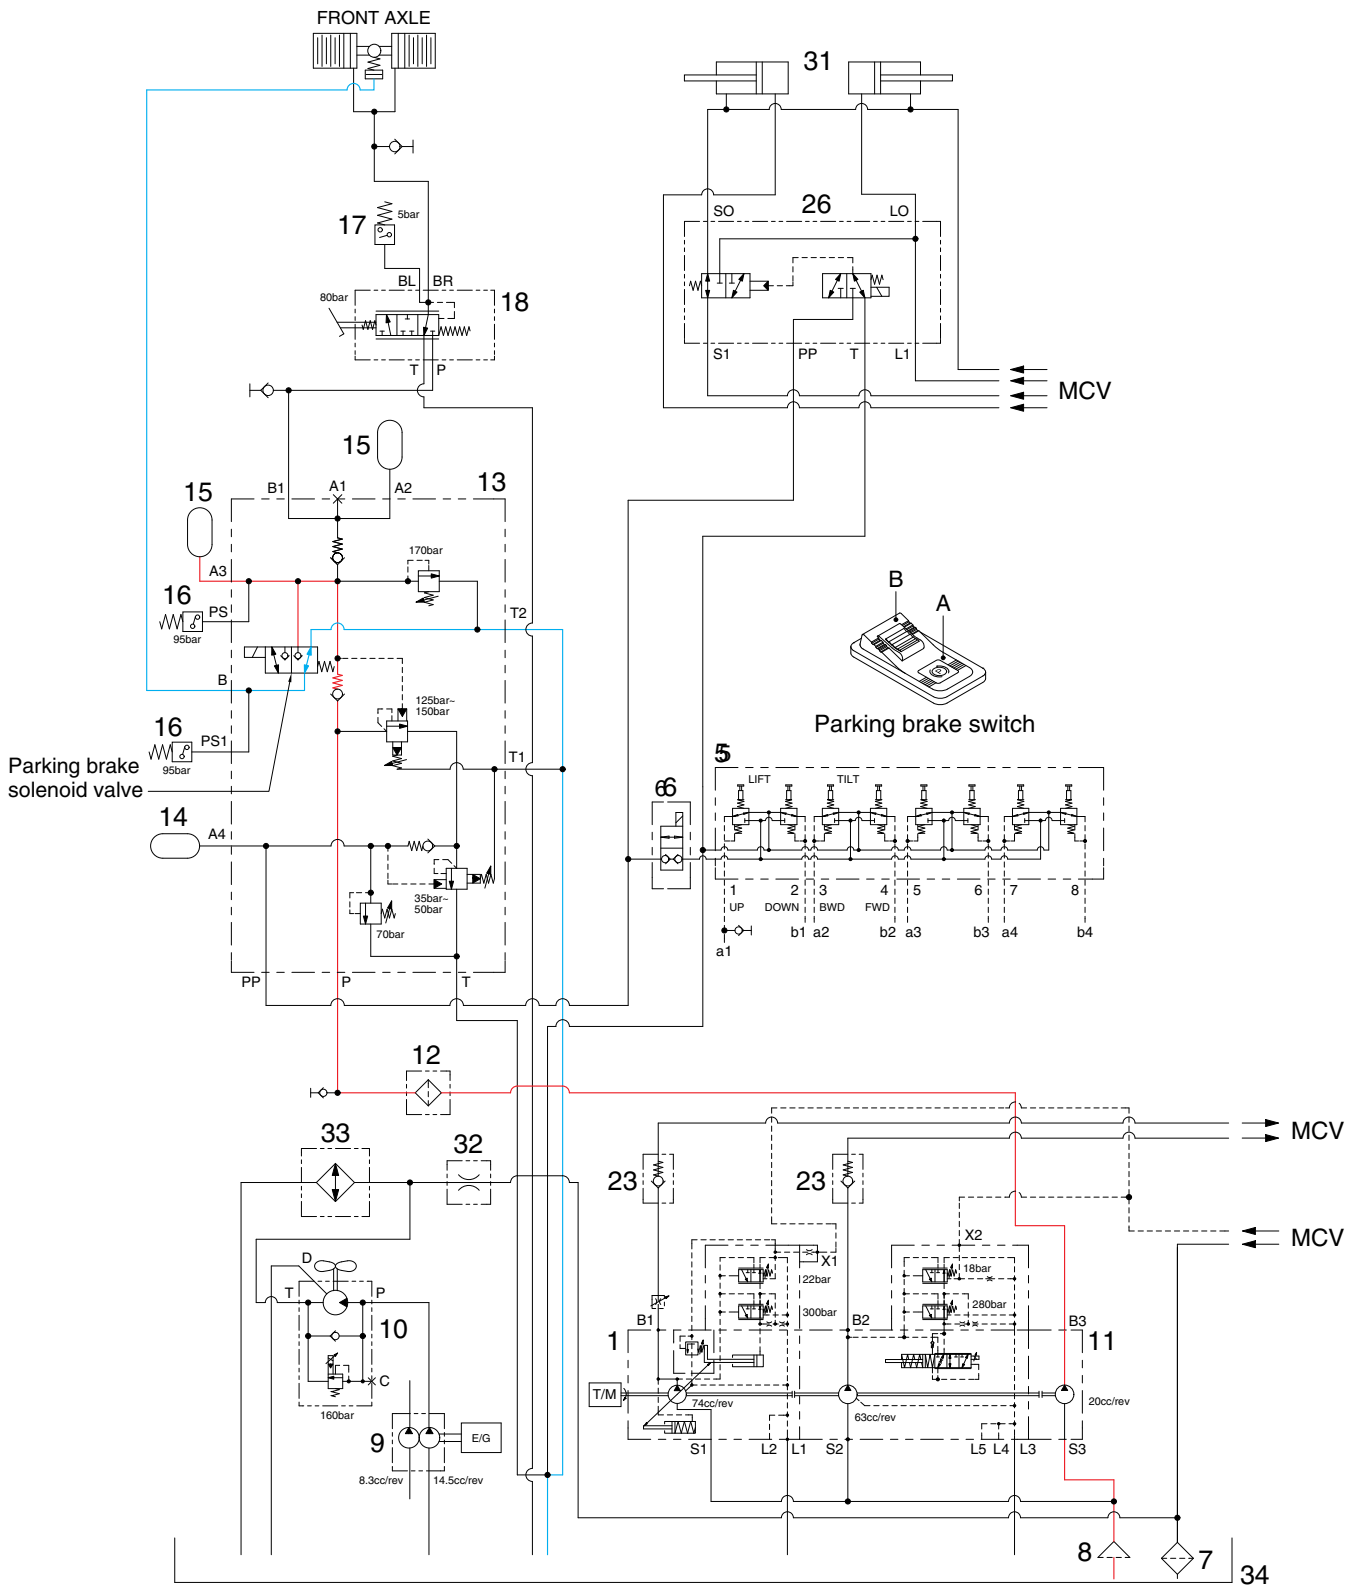 FRONT AXLE
31
17
5bar
SO
26
LO
BL
BR
80bar
18
S1
PP
T
L1
T
P
MCV
15
B1
A1
A2
13
15
170bar
A3
16
PS
95bar
T2
B
A
B
Parking brake switch
125bar~
150bar
16
PS1
95bar
T1
Parking brake
solenoid valve
5
LIFT
TILT
6
14
A4
35bar~
50bar
70bar
1
2
3
4
5
6
7
8
UP
DOWN
BWD
FWD
a1
b1
a2
b2
a3
b3
a4
b4
PP
P
T
12
MCV
33
32
23
23
MCV
X1
X2
22bar
18bar
D
T
P
300bar
280bar
10
B1
B2
B3
1
11
C
T/M
74cc/rev
63cc/rev
20cc/rev
160bar
9
E/G
8.3cc/rev
14.5cc/rev
S1
L2
L1
S2
L5
L4
L3
S3
8
7
34